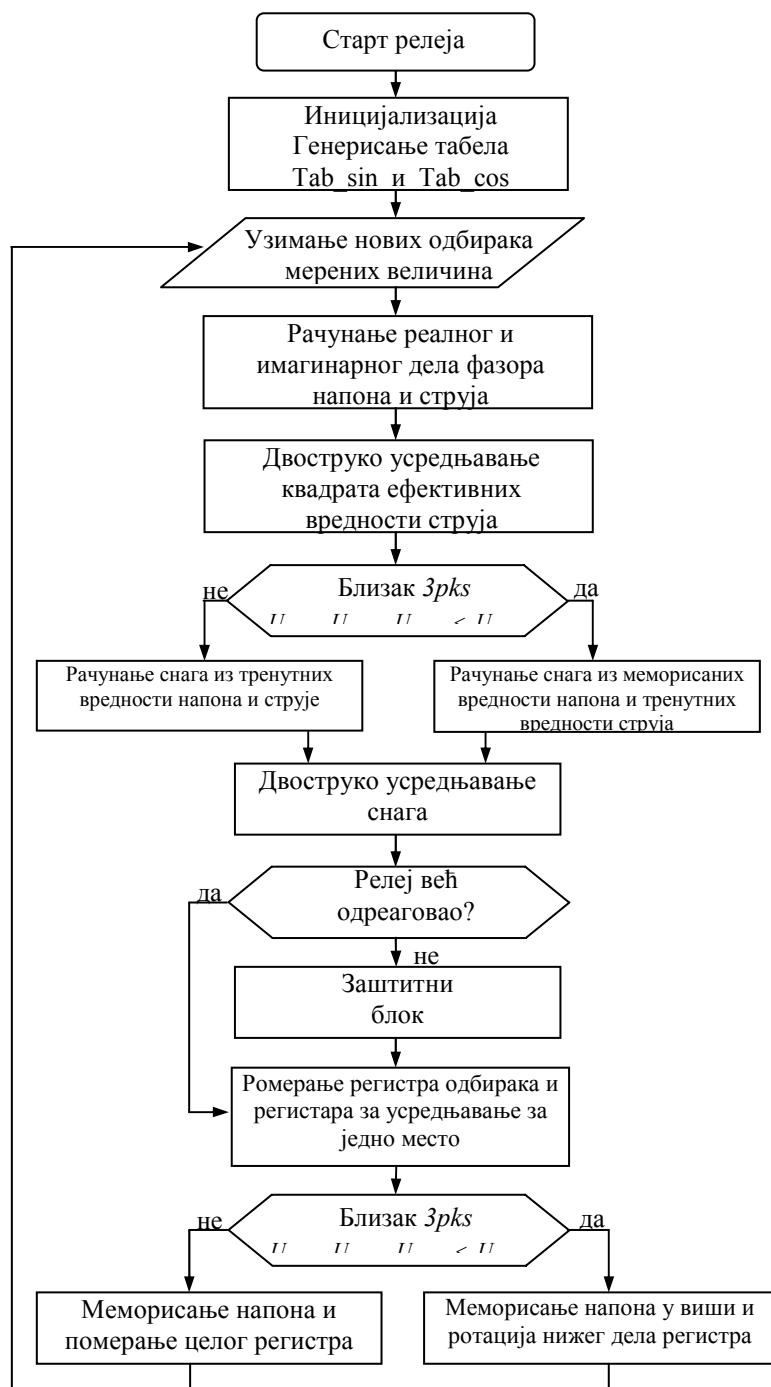 Старт релеја
Иницијализација
Генерисање табела
Tab_sin и Tab_cos
Узимање нових одбирака
мерених величина
Рачунање реалног и
имагинарног дела фазора
напона и струја
Двоструко усредњавање
квадрата ефективних
вредности струја
не
Близак 3pks
да
Рачунање снага из тренутних
вредности напона и струје
Рачунање снага из меморисаних
вредности напона и тренутних
вредности струја
Двоструко усредњавање
снага
да
Релеј већ
одреаговао?
не
Заштитни
блок
Ромерање регистра одбирака и
регистара за усредњавање за
једно место
не
Близак 3pks
да
Меморисање напона и
померање целог регистра
Меморисање напона у виши и
ротација нижег дела регистра